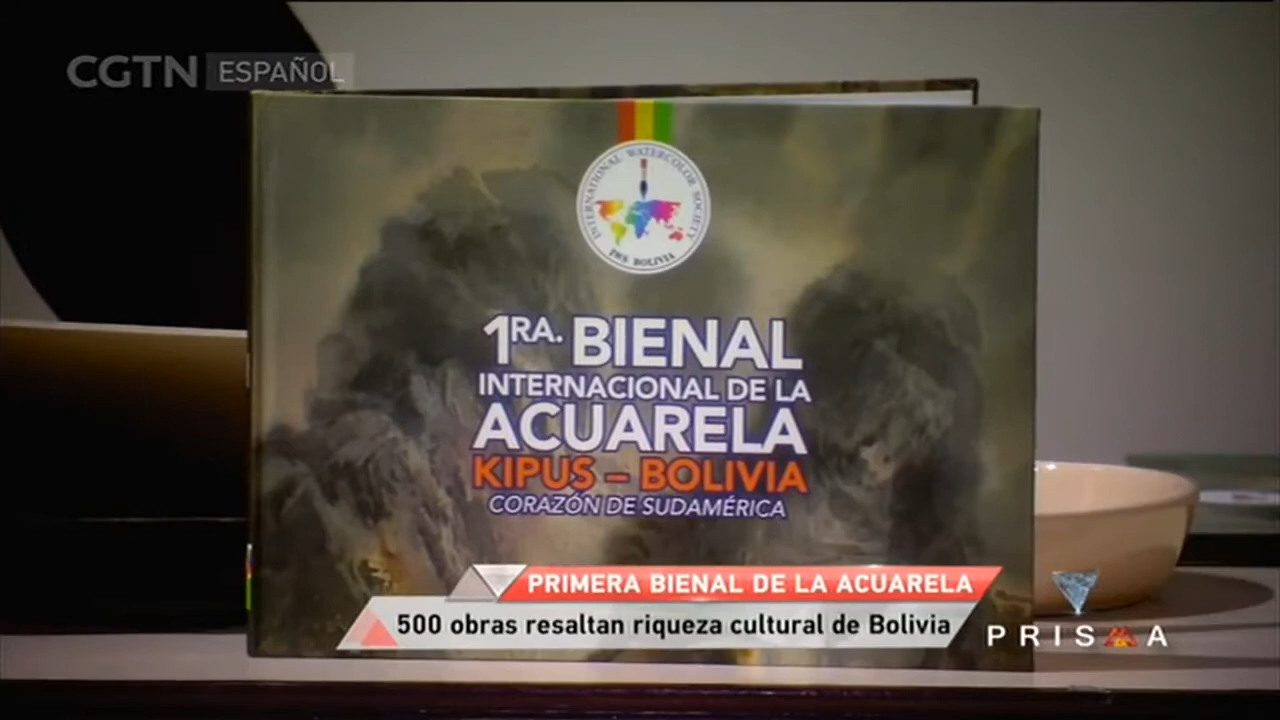 CGTN ESPAÑOL
INTERNATIONAL WATERCOLOR SOCIETY
IWS BOLIVIA
1RA. BIENAL
INTERNACIONAL DE LA
ACUARELA
KIPUS – BOLIVIA
CORAZÓN DE SUDAMÉRICA
PRIMERA BIENAL DE LA ACUARELA
500 obras resaltan riqueza cultural de Bolivia
PRISMA